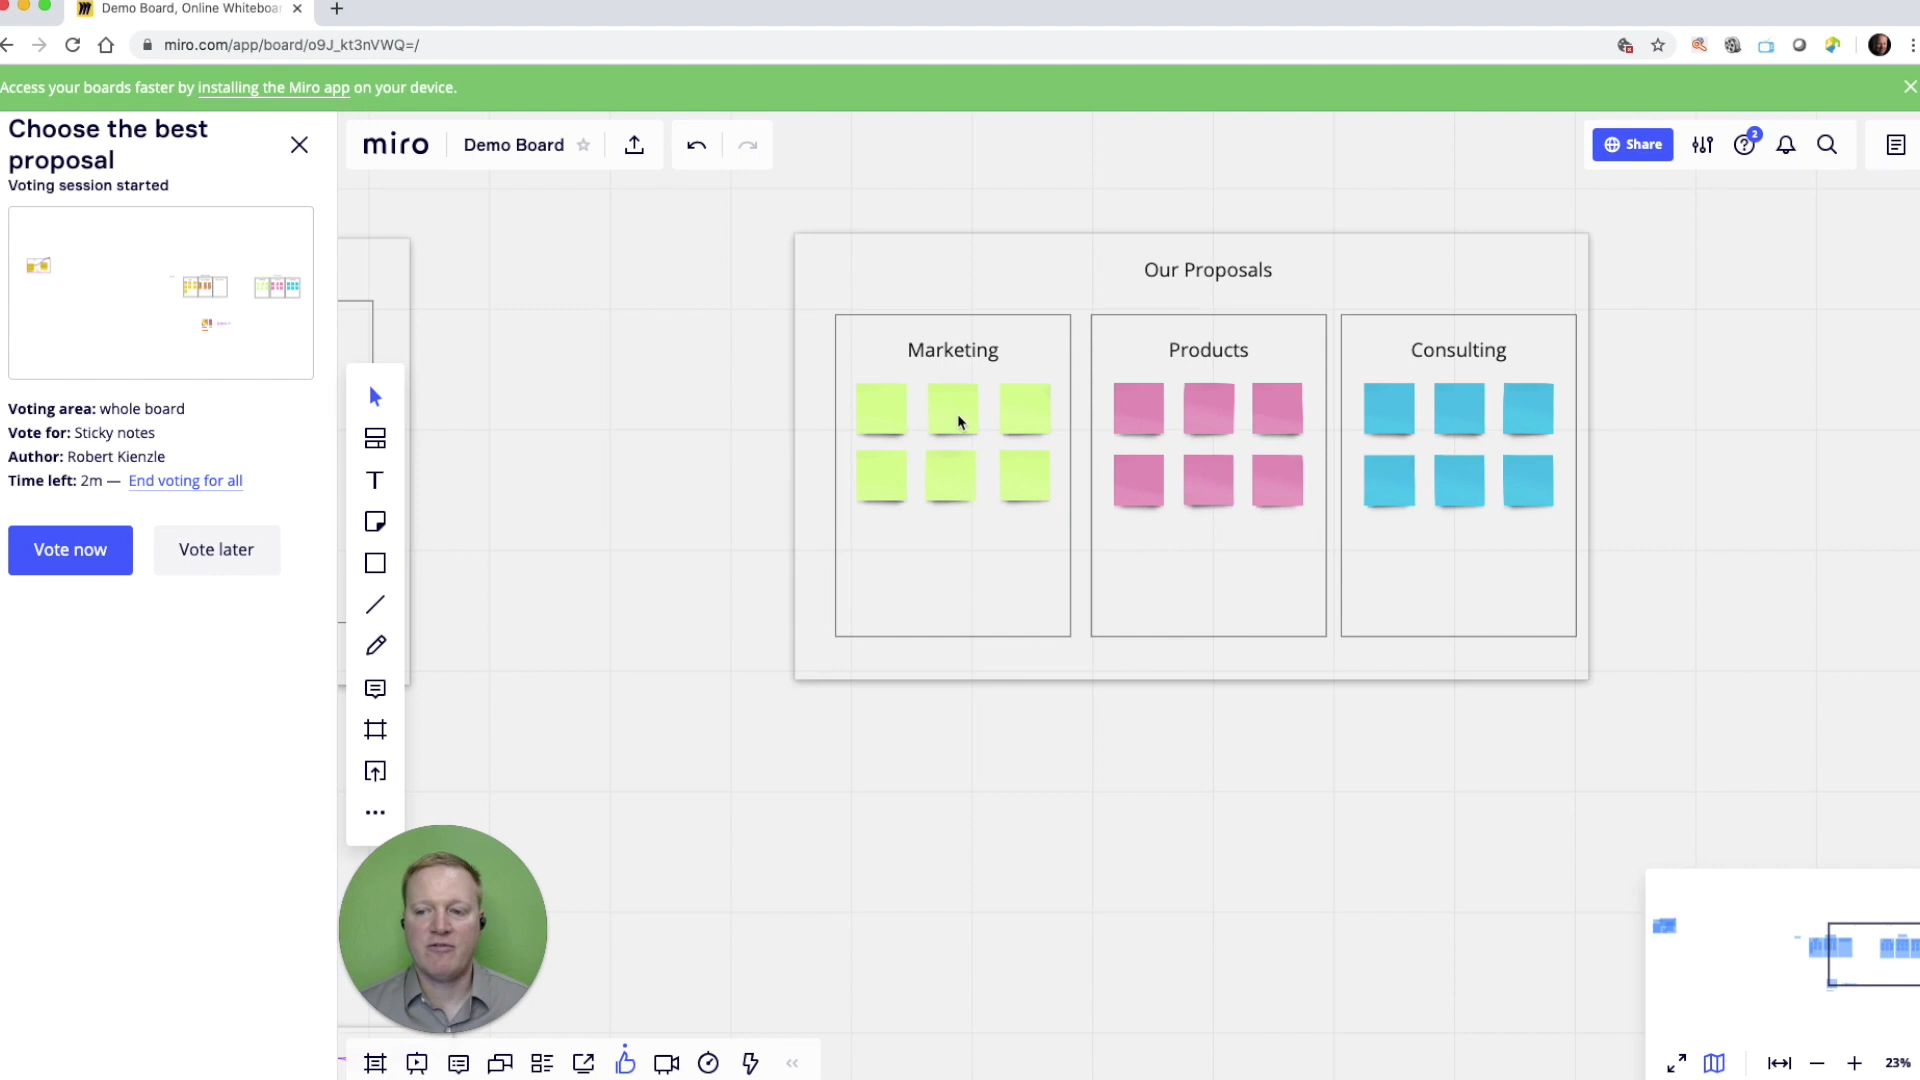 Demo Board, Online Whiteboar
miro.com/app/board/o9J_kt3nVWQ=/
Access your boards faster by installing the Miro app on your device.
Choose the best
proposal
Voting session started
Voting area: whole board
Vote for: Sticky notes
Author: Robert Kienzle
Time left: 2m — End voting for all
Vote now
Vote later
miro
Demo Board
Share
2
Our Proposals
Marketing
Products
Consulting
T
23%